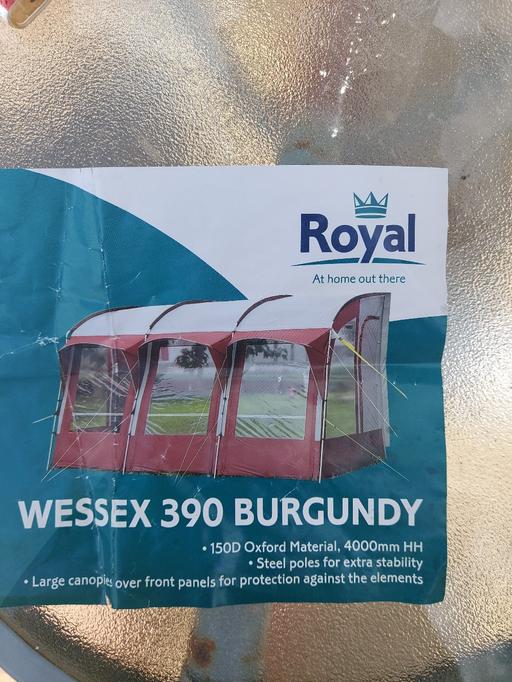 Royal
At home out there
WESSEX 390 BURGUNDY
• 150D Oxford Material, 4000mm HH
• Steel poles for extra stability
• Large canopies over front panels for protection against the elements